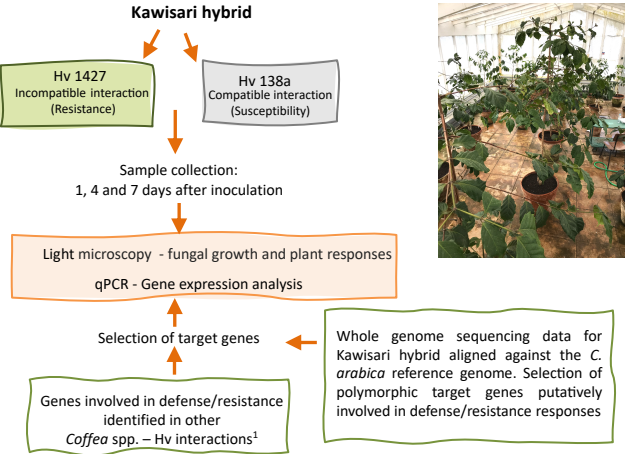 Kawisari hybrid
Hv 1427
Incompatible interaction
(Resistance)
Hv 138a
Compatible interaction
(Susceptibility)
Sample collection:
1, 4 and 7 days after inoculation
Light microscopy - fungal growth and plant responses
qPCR - Gene expression analysis
Selection of target genes
Whole genome sequencing data for
Kawisari hybrid aligned against the C.
arabica reference genome. Selection of
polymorphic target genes putatively
involved in defense/resistance responses
Genes involved in defense/resistance
identified in other
Coffea spp. – Hv interactions¹